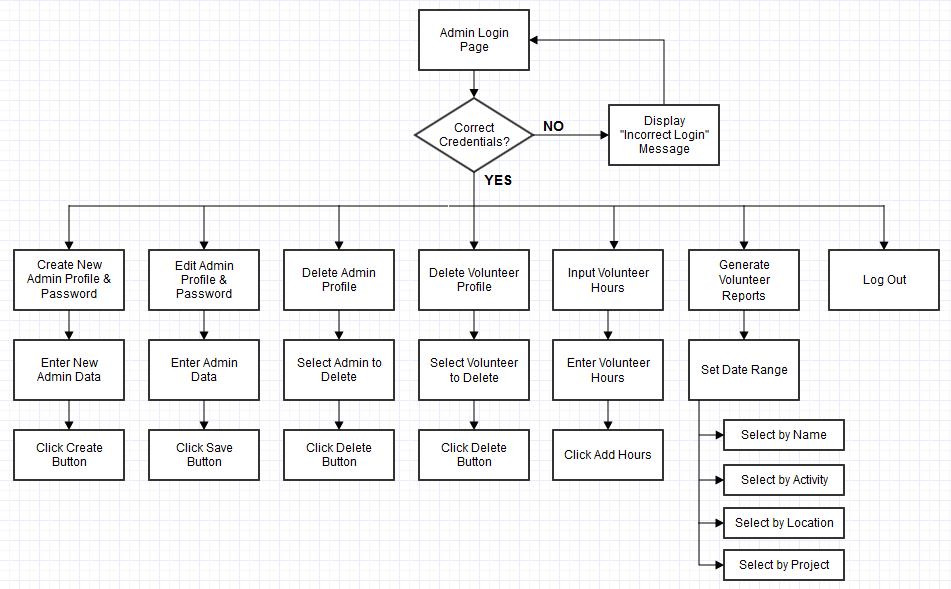 Admin Login
Page
Correct
Credentials?
NO
Display
"Incorrect Login"
Message
YES
Create New
Admin Profile &
Password
Edit Admin
Profile &
Password
Delete Admin
Profile
Delete Volunteer
Profile
Input Volunteer
Hours
Generate
Volunteer
Reports
Log Out
Enter New
Admin Data
Enter Admin
Data
Select Admin to
Delete
Select Volunteer
to Delete
Enter Volunteer
Hours
Set Date Range
Click Create
Button
Click Save
Button
Click Delete
Button
Click Delete
Button
Click Add Hours
Select by Name
Select by Activity
Select by Location
Select by Project